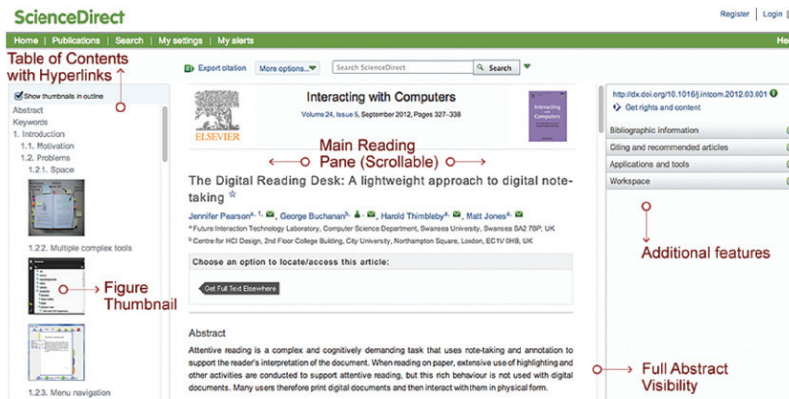 ScienceDirect
Register | Login
Home | Publications | Search | My settings | My alerts
Table of Contents
with Hyperlinks
Export citation
More options...
Search ScienceDirect
Search
Show thumbnails in outline
Abstract
Keywords
1. Introduction
1.1. Motivation
1.2. Problems
1.2.1. Space
1.2.2. Multiple complex tools
Figure
Thumbnail
1.2.3. Menu navigation
ELSEVIER
Interacting with Computers
Volume 24, Issue 5, September 2012, Pages 327–338
Interacting with
Computers
Main Reading
Pane (Scrollable)
The Digital Reading Desk: A lightweight approach to digital note-
taking ☆
Jennifer Pearson a, 1, George Buchanan b, Harold Thimbleby a, Matt Jones a,
a Future Interaction Technology Laboratory, Computer Science Department, Swansea University, Swansea SA2 7BP, UK
b Centre for HCI Design, 2nd Floor College Building, City University, Northampton Square, London, EC1V 0HB, UK
Choose an option to locate/access this article:
Get Full Text Elsewhere
Abstract
Attentive reading is a complex and cognitively demanding task that uses note-taking and annotation to
support the reader's interpretation of the document. When reading on paper, extensive use of highlighting and
other activities are conducted to support attentive reading, but this rich behaviour is not used with digital
documents. Many users therefore print digital documents and then interact with them in physical form.
http://dx.doi.org/10.1016/j.intcom.2012.03.001
Get rights and content
Bibliographic information
Citing and recommended articles
Applications and tools
Workspace
Additional features
Full Abstract
Visibility